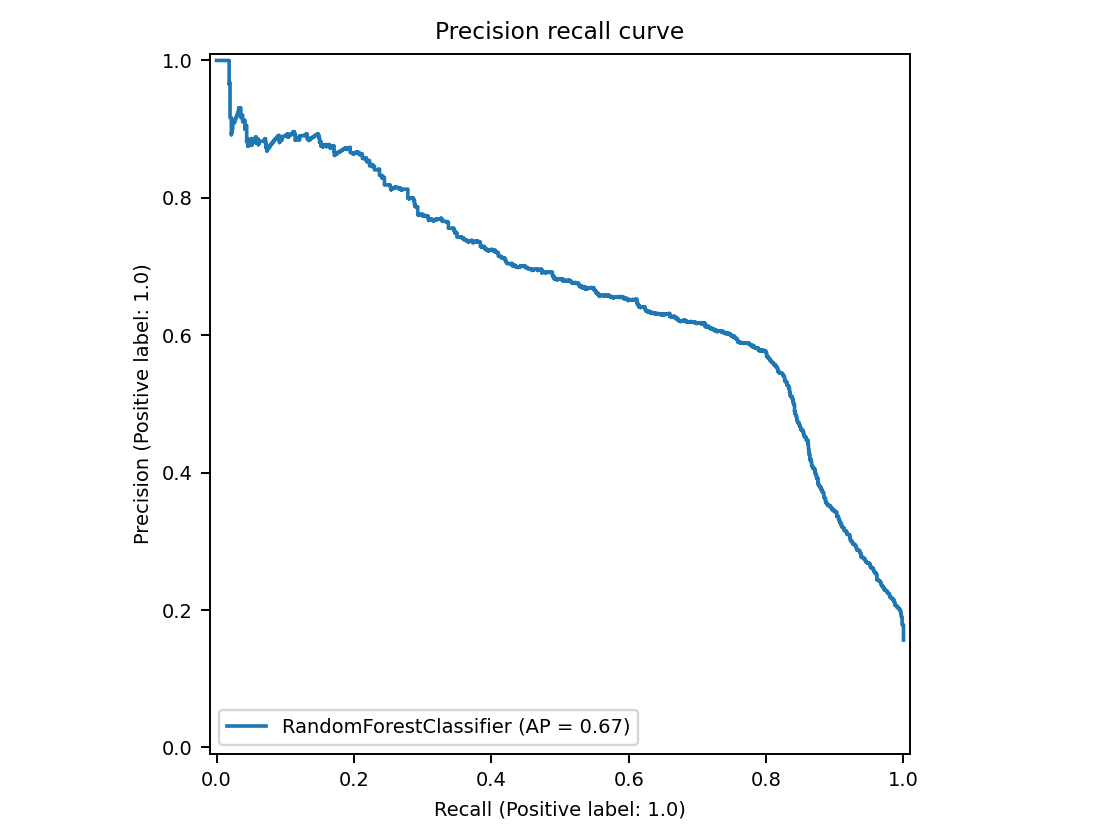 Precision recall curve
1.0
0.8
0.6
0.4
0.2
0.0
Precision (Positive label: 1.0)
RandomForestClassifier (AP = 0.67)
0.0 0.2 0.4 0.6 0.8 1.0
Recall (Positive label: 1.0)